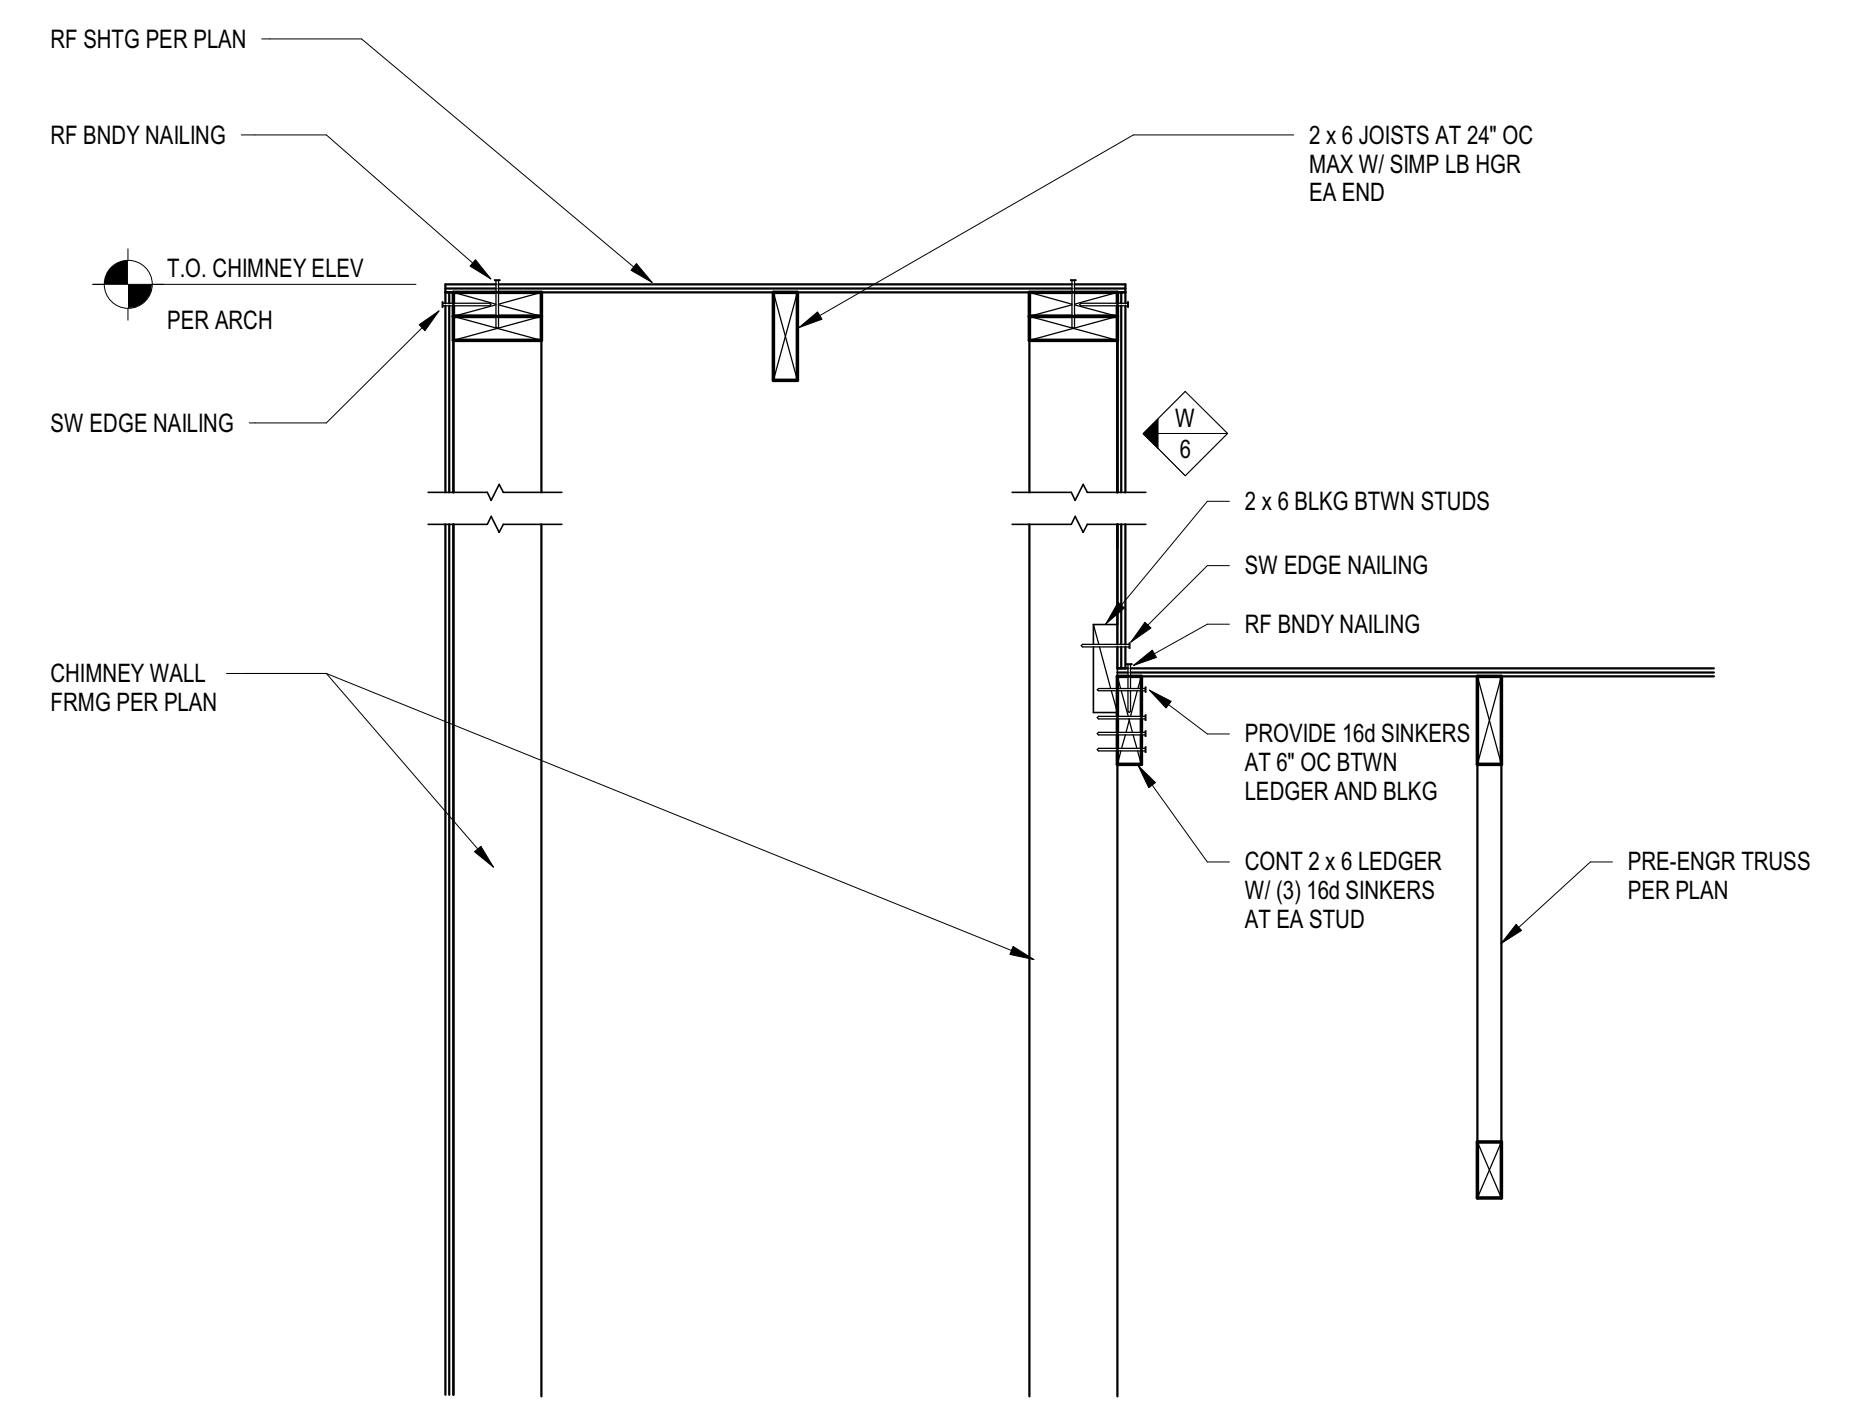 RF SHTG PER PLAN
RF BNDY NAILING
2 x 6 JOISTS AT 24" OC
MAX W/ SIMP LB HGR
EA END
T.O. CHIMNEY ELEV
PER ARCH
SW EDGE NAILING
W
6
2 x 6 BLKG BTWN STUDS
SW EDGE NAILING
RF BNDY NAILING
CHIMNEY WALL
FRMG PER PLAN
PROVIDE 16d SINKERS
AT 6" OC BTWN
LEDGER AND BLKG
CONT 2 x 6 LEDGER
W/ (3) 16d SINKERS
AT EA STUD
PRE-ENGR TRUSS
PER PLAN